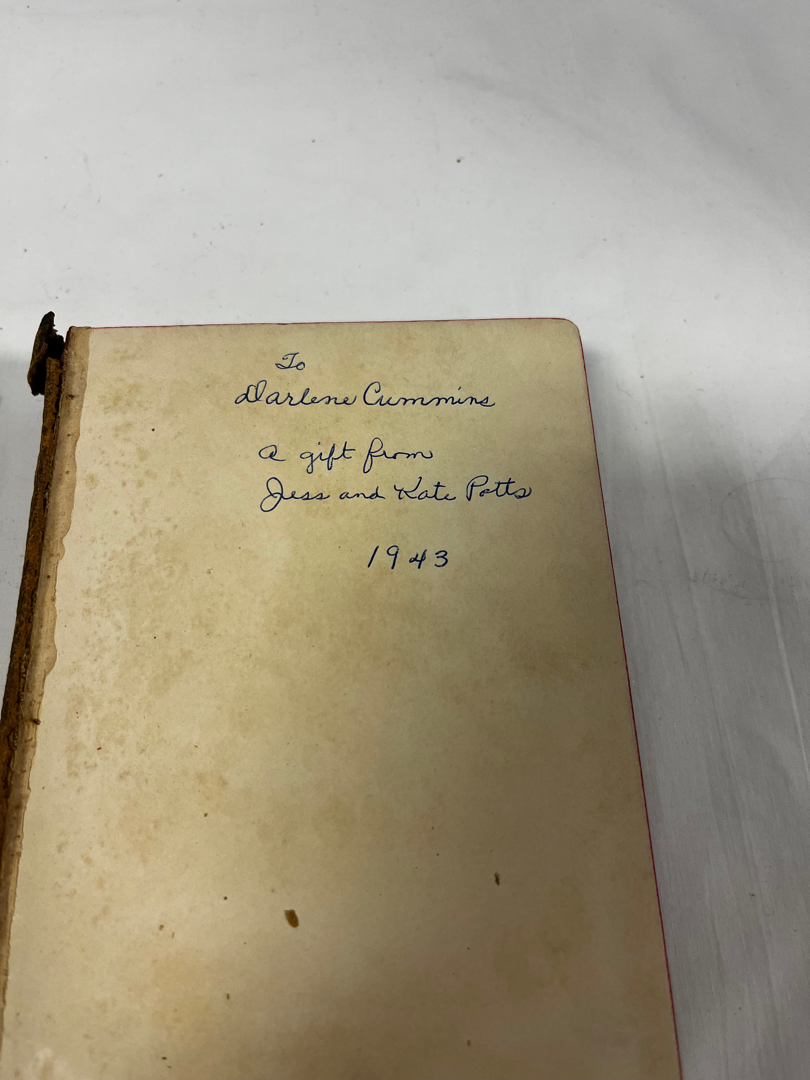 To
Darlene Cummins
a gift from
Jess and Kate Potts
1943